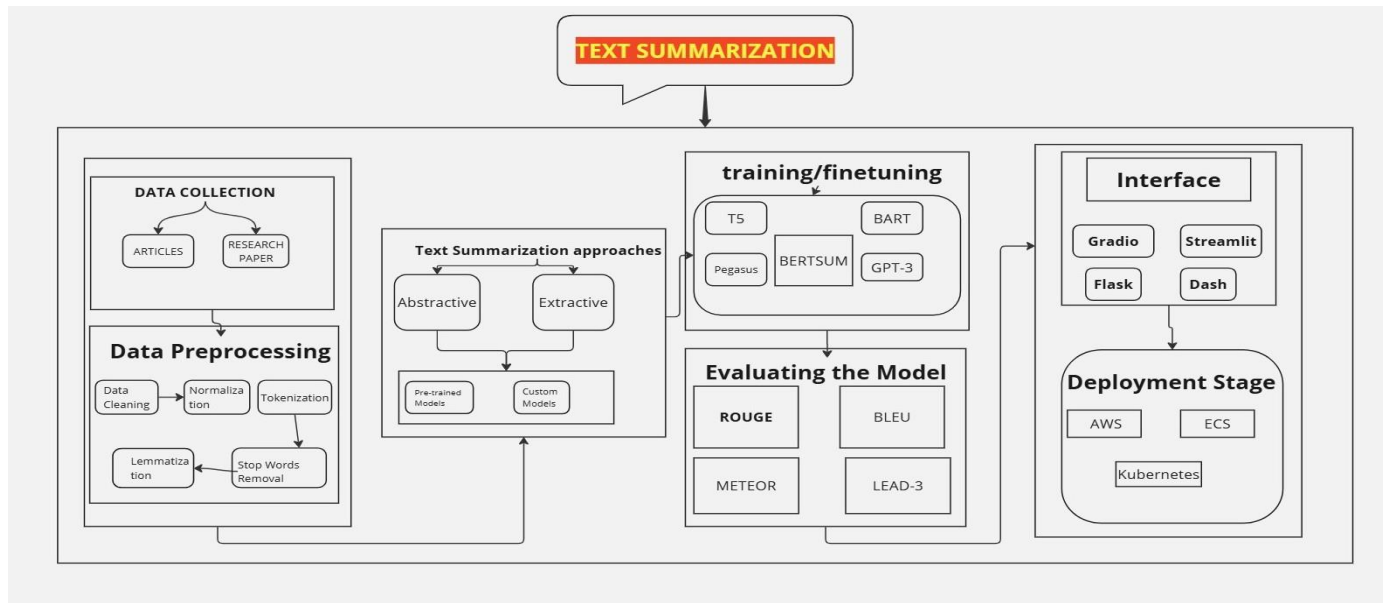 TEXT SUMMARIZATION
DATA COLLECTION
ARTICLES
RESEARCH
PAPER
Data Preprocessing
Data
Cleaning
Normaliza
tion
Tokenization
Lemmatiza
tion
Stop Words
Removal
Text Summarization approaches
Abstractive
Extractive
Pre-trained
Models
Custom
Models
training/finetuning
T5
BART
BERTSUM
Pegasus
GPT-3
Evaluating the Model
ROUGE
BLEU
METEOR
LEAD-3
Interface
Gradio
Streamlit
Flask
Dash
Deployment Stage
AWS
ECS
Kubernetes